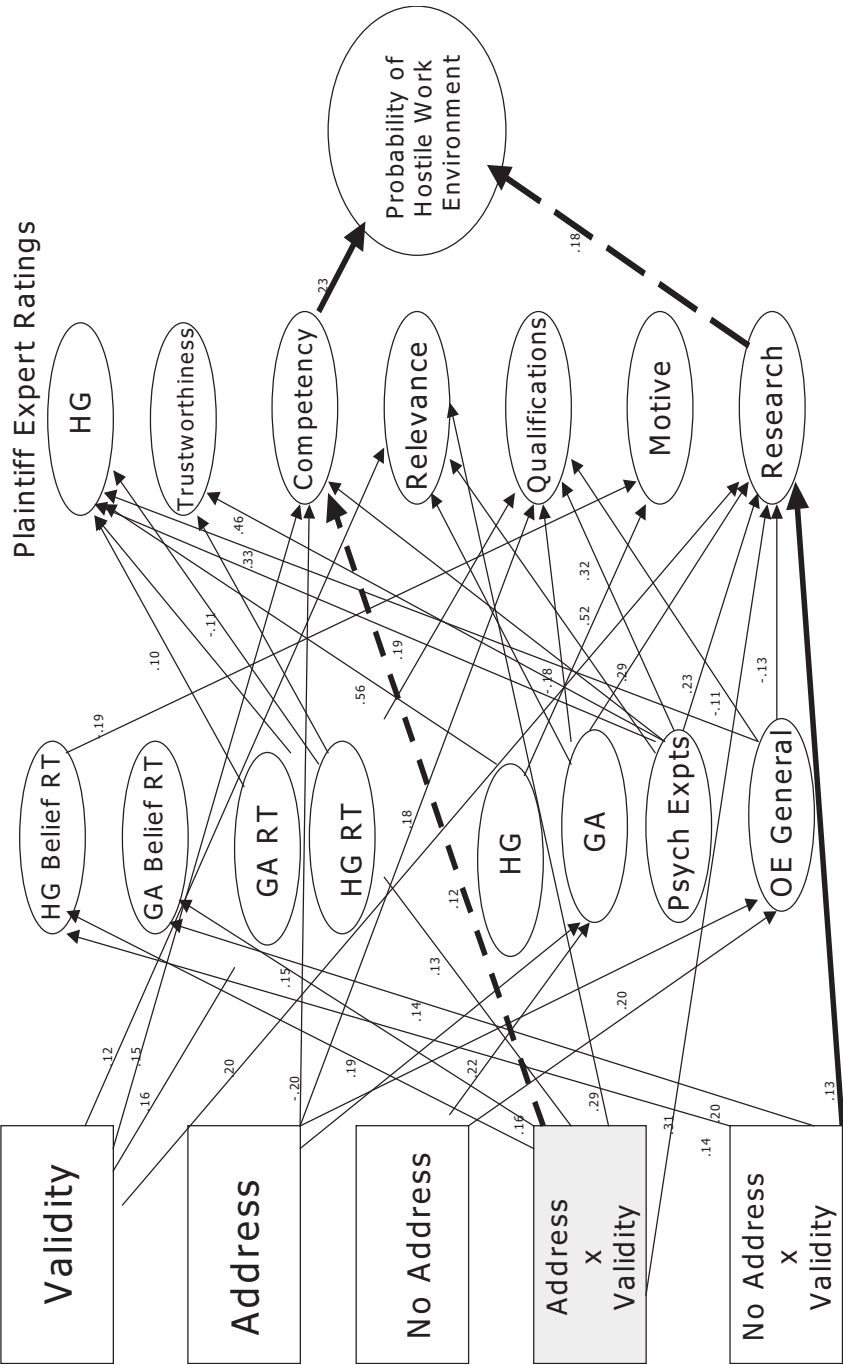 Plaintiff Expert Ratings
Validity
Address
No Address
Address
x
Validity
No Address
x
Validity
HG Belief RT
GA Belief RT
GA RT
HG RT
HG
GA
Psych Expts
OE General
HG
Trustworthiness
Competency
Relevance
Qualifications
Motive
Research
Probability of
Hostile Work
Environment
.12
.15
.16
.20
-.20
.19
.22
.16
.29
.31
.14
.20
.13
.15
.14
.13
.20
.12
.18
.19
.10
-.11
.56
.19
.46
.33
-.18
.29
.52
.32
.23
-.11
-.13
.23
.18